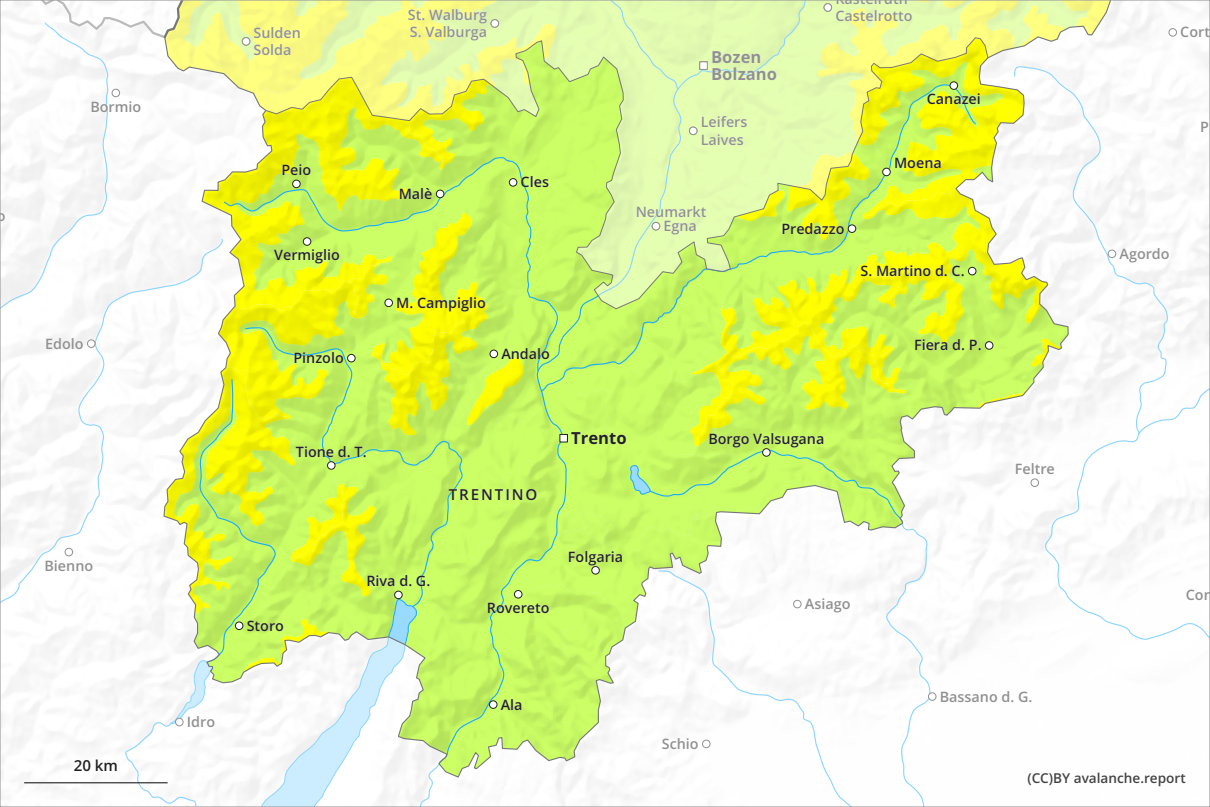 St. Walburg
S. Valburga
Kastelruth
Castelrotto
Sulden
Solda
Cort
Bozen
Bolzano
Bormio
Canazei
Leifers
Laives
P
Peio
Moena
Malè
Cles
Neumarkt
Egna
Predazzo
Vermiglio
Agordo
S. Martino d. C.
M. Campiglio
Edolo
Pinzolo
Andalo
Fiera d. P.
Trento
Borgo Valsugana
Tione d. T.
Feltre
TRENTINO
Bienno
Folgaria
Riva d. G.
Cor
Rovereto
Asiago
Storo
Bassano d. G.
Ala
Idro
Schio
20 km
(CC)BY avalanche.report